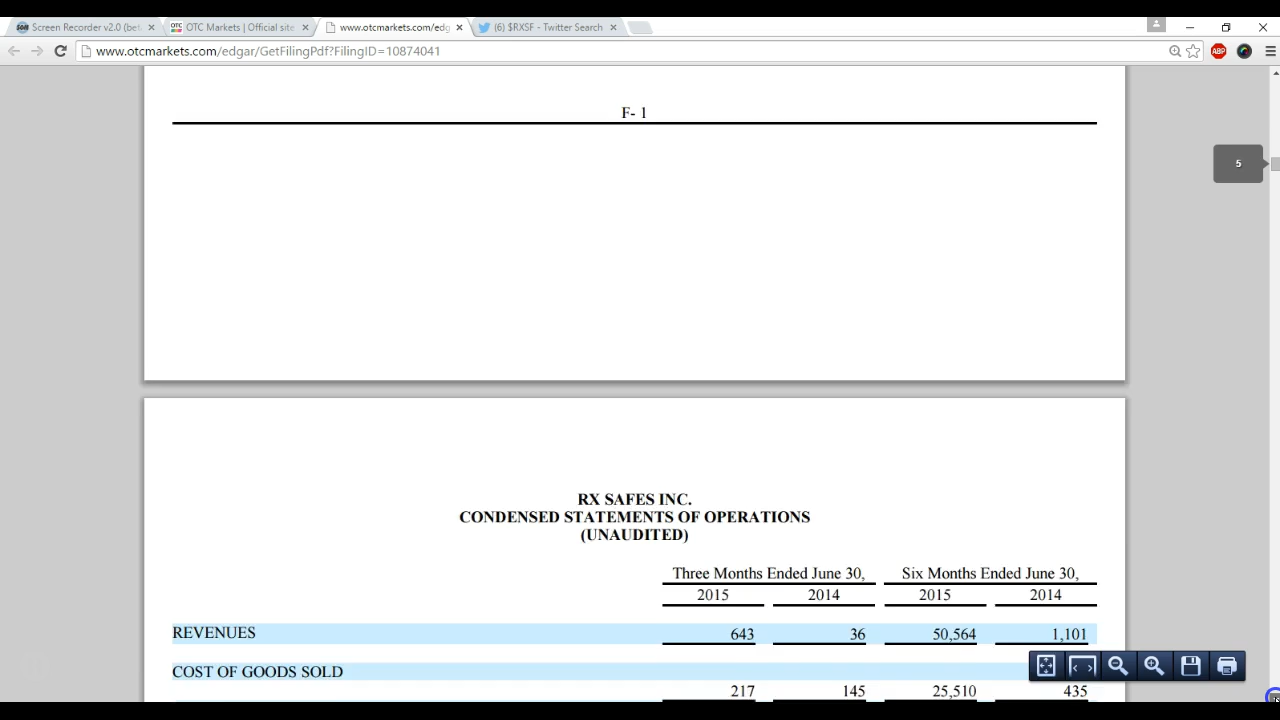 Screen Recorder v2.0 (bet
OTC Markets | Official site
www.otcmarkets.com/edg
(6) $RXSF - Twitter Search
www.otcmarkets.com/edgar/GetFilingPdf?FilingID=10874041
ABP
F- 1
5
RX SAFES INC.
CONDENSED STATEMENTS OF OPERATIONS
(UNAUDITED)
Three Months Ended June 30, Six Months Ended June 30,
2015 2014 2015 2014
REVENUES 643 36 50,564 1,101
COST OF GOODS SOLD
217 145 25,510 435